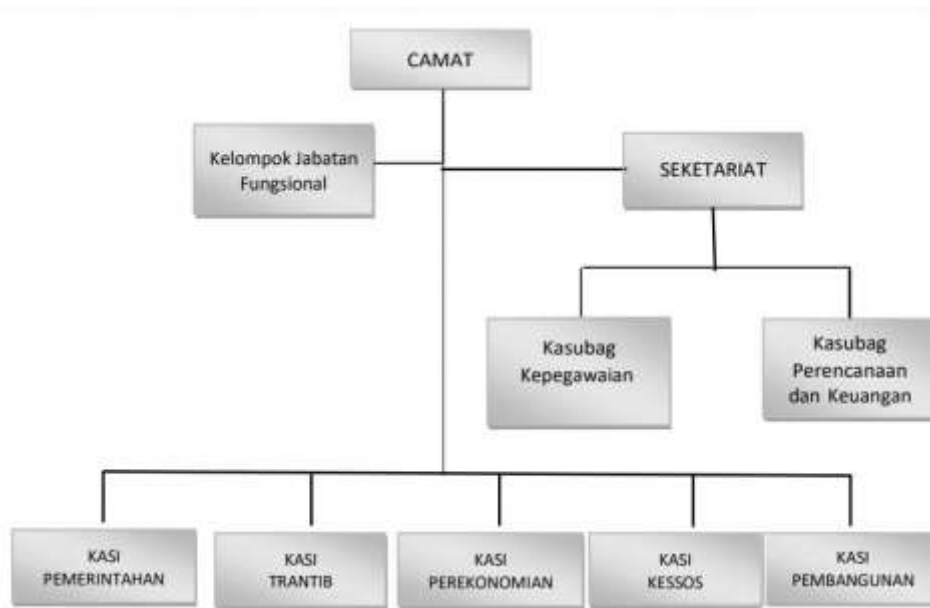 CAMAT
Kelompok Jabatan
Fungsional
SEKETARIAT
Kasubag
Kepegawaian
Kasubag
Perencanaan
dan Keuangan
KASI
PEMERINTAHAN
KASI
TRANTIB
KASI
PEREKONOMIAN
KASI
KESSOS
KASI
PEMBANGUNAN